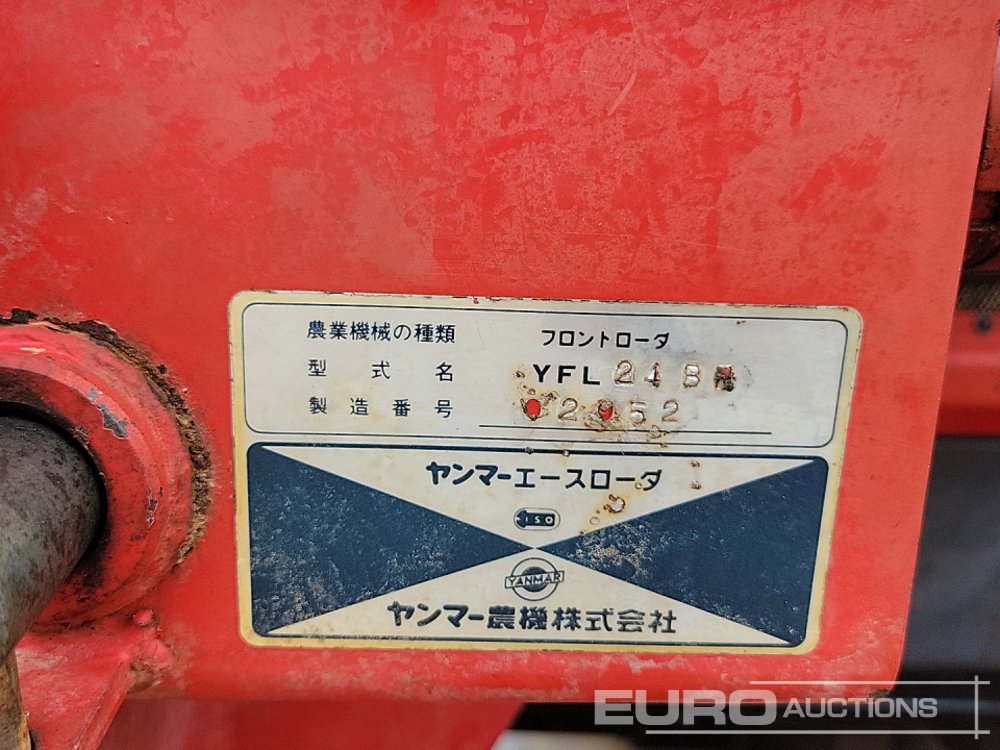 農業機械の種類 フロントローダ
型式名 YFL
製造番号
ヤンマーエースローダ
ISO
YANMAR
ヤンマー農機株式会社
EURO AUCTIONS